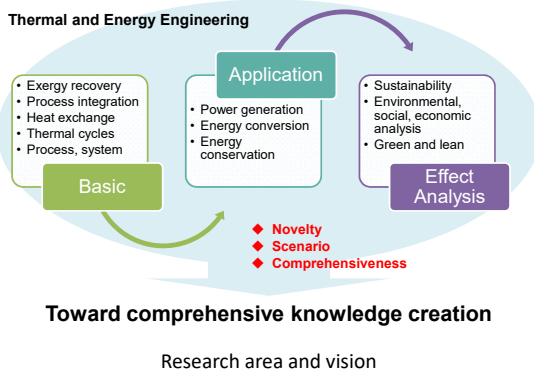 Thermal and Energy Engineering
• Exergy recovery
• Process integration
• Heat exchange
• Thermal cycles
• Process, system
Basic
Application
• Power generation
• Energy conversion
• Energy
conservation
• Sustainability
• Environmental,
social, economic
analysis
• Green and lean
Effect
Analysis
◆ Novelty
◆ Scenario
◆ Comprehensiveness
Toward comprehensive knowledge creation
Research area and vision